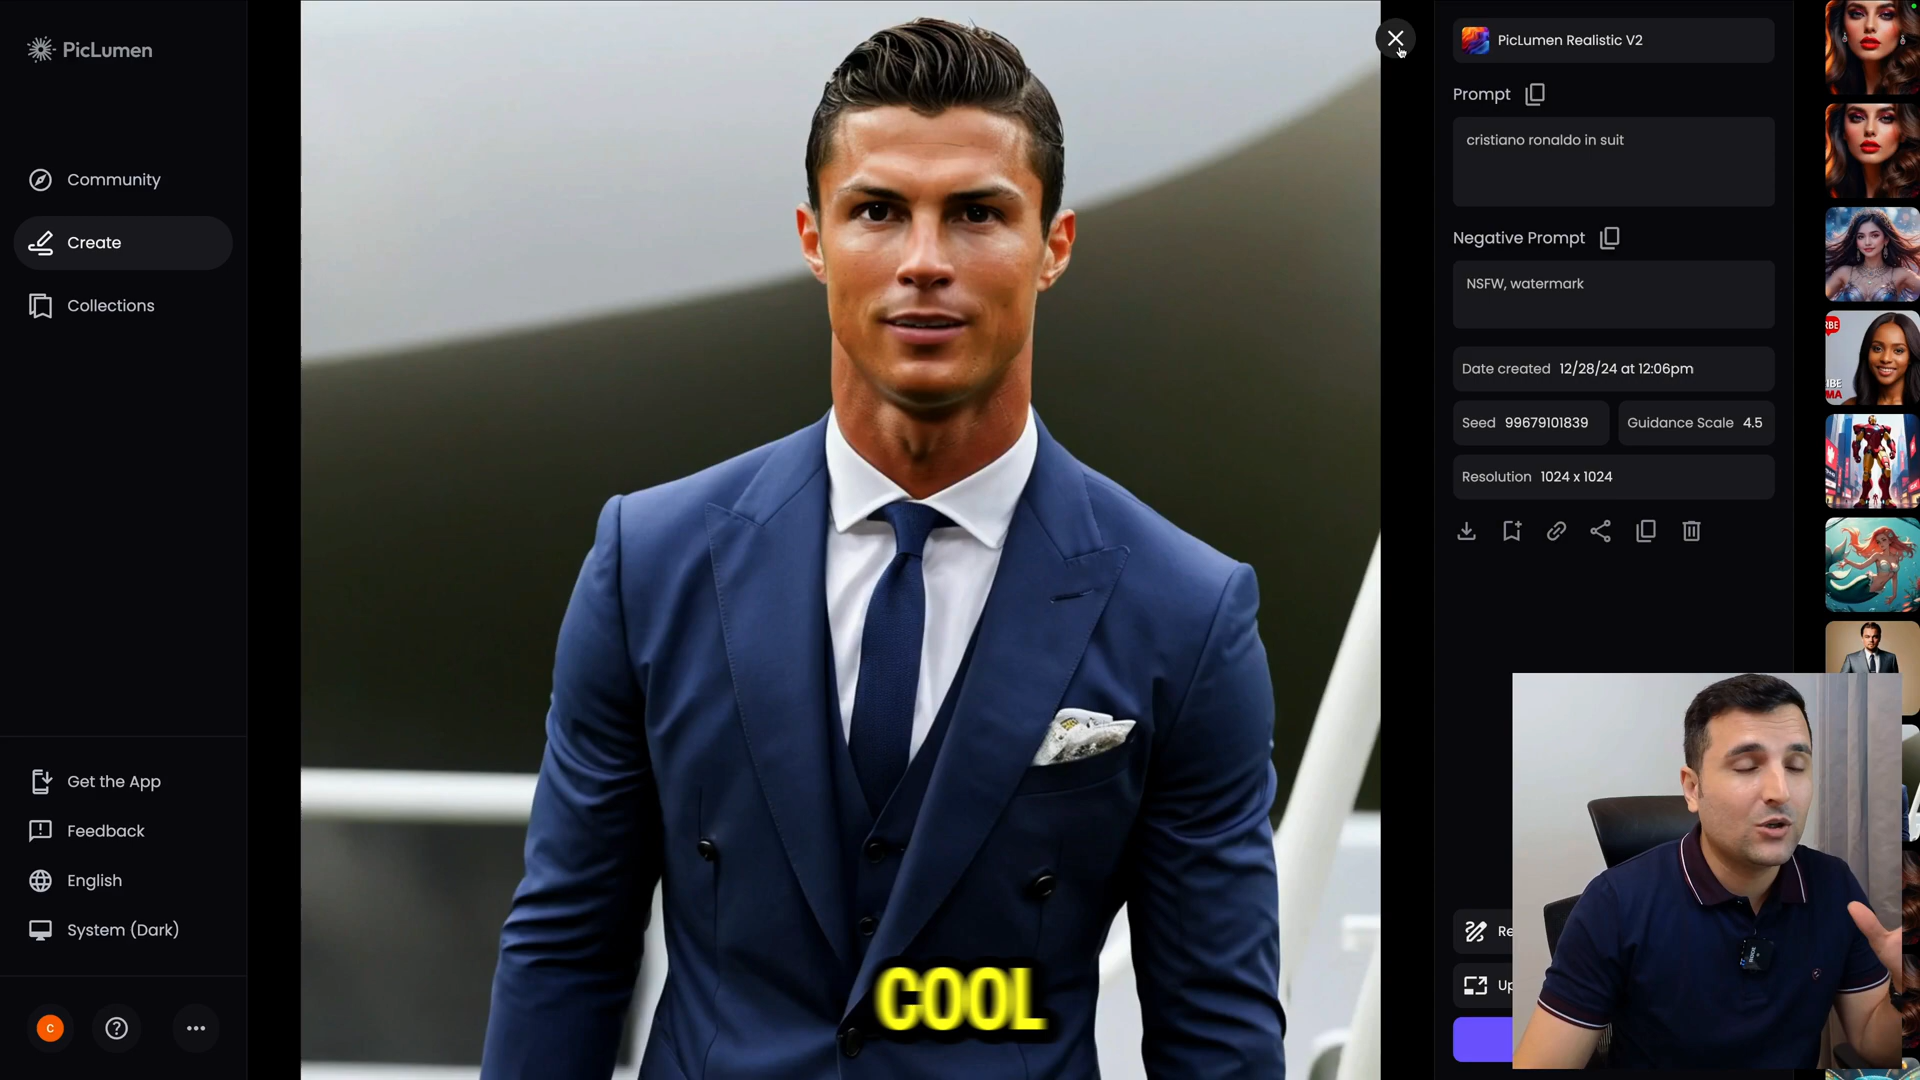 PicLumen
Community
Create
Collections
Get the App
Feedback
English
System (Dark)
C
COOL
PicLumen Realistic V2
Prompt
cristiano ronaldo in suit
Negative Prompt
NSFW, watermark
Date created 12/28/24 at 12:06pm
Seed 99679101839
Guidance Scale 4.5
Resolution 1024 x 1024
Re
Up